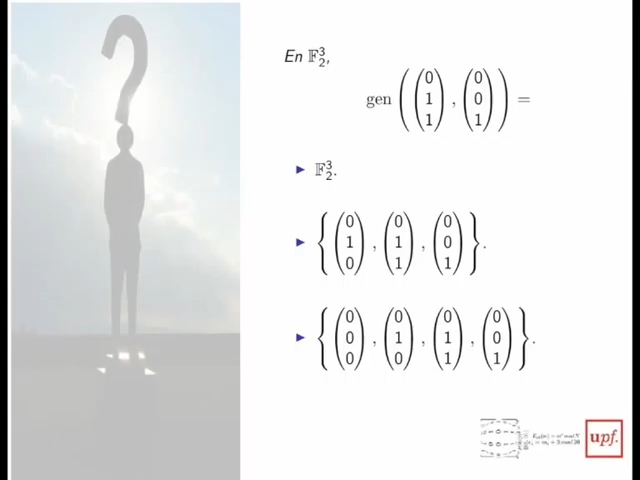 ?
En 𝔽₂³,
gen ( (0 1 1) , (0 0 1) ) =
▶ 𝔽₂³.
▶ { (0 1 0) , (0 1 1) , (0 0 1) }.
▶ { (0 0 0) , (0 1 0) , (0 1 1) , (0 0 1) }.
upf.